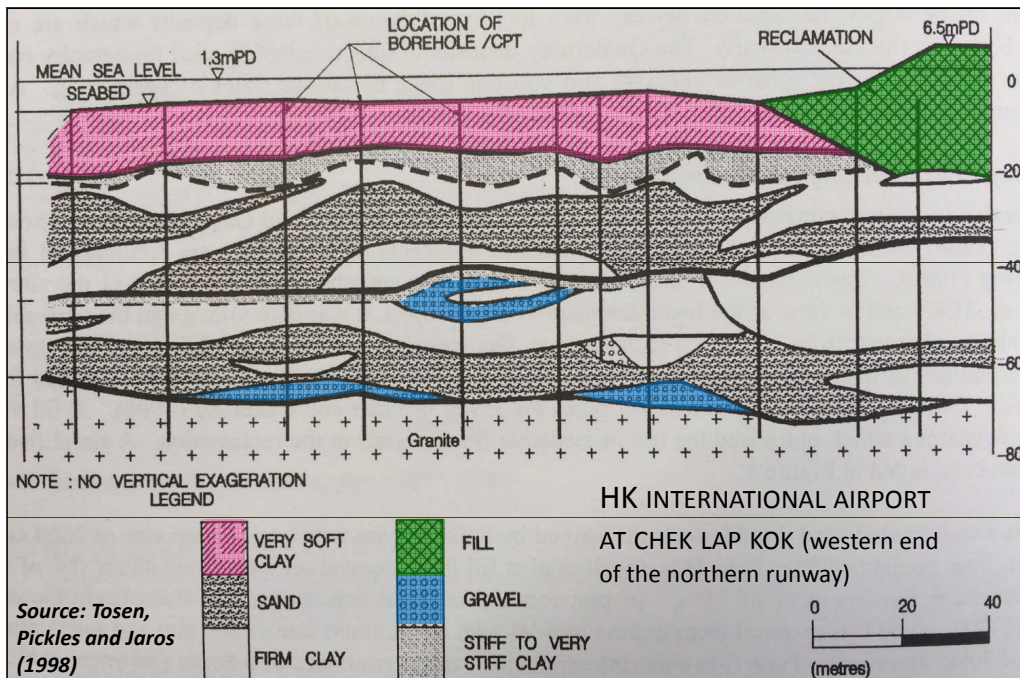 LOCATION OF
BOREHOLE /CPT
RECLAMATION
6.5mPD
MEAN SEA LEVEL
1.3mPD
SEABED
0
-20
-40
-60
-80
Granite
NOTE : NO VERTICAL EXAGERATION
LEGEND
HK INTERNATIONAL AIRPORT
AT CHEK LAP KOK (western end
of the northern runway)
VERY SOFT
CLAY
FILL
SAND
GRAVEL
FIRM CLAY
STIFF TO VERY
STIFF CLAY
Source: Tosen,
Pickles and Jaros
(1998)
0 20 40
(metres)